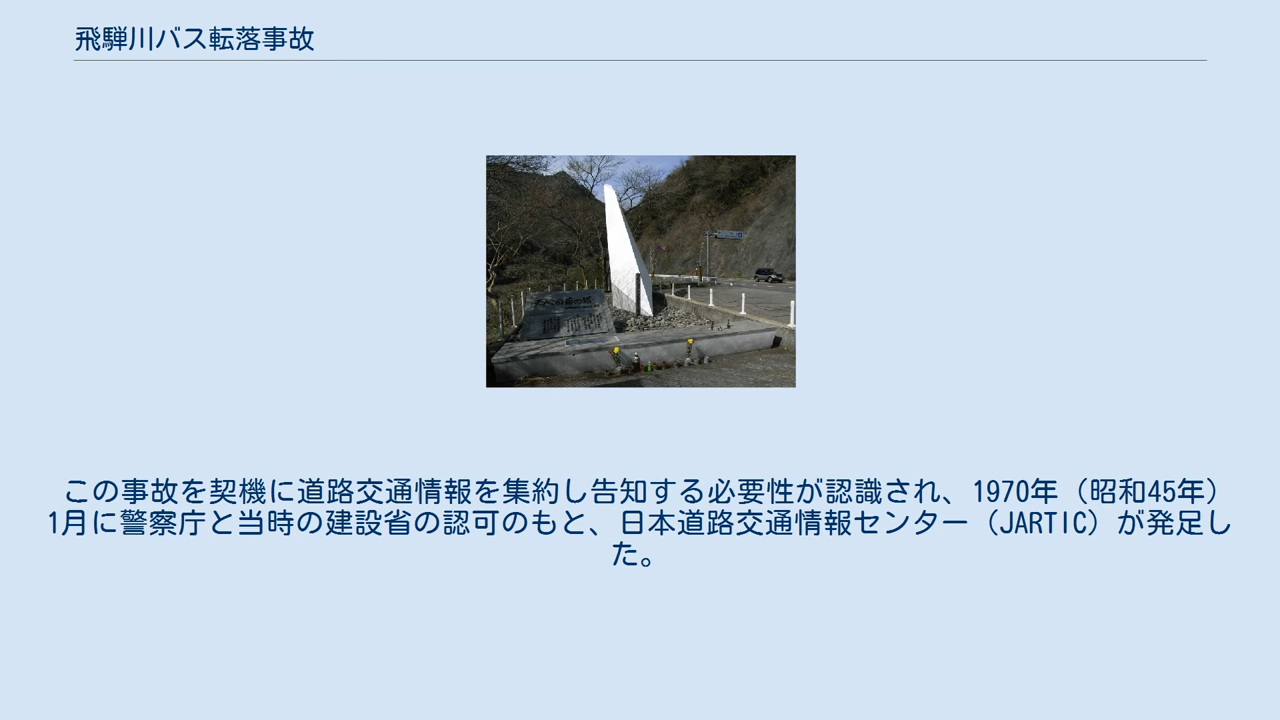 飛騨川バス転落事故
この事故を契機に道路交通情報を集約し告知する必要性が認識され、1970年（昭和45年）
1月に警察庁と当時の建設省の認可のもと、日本道路交通情報センター（JARTIC）が発足し
た。